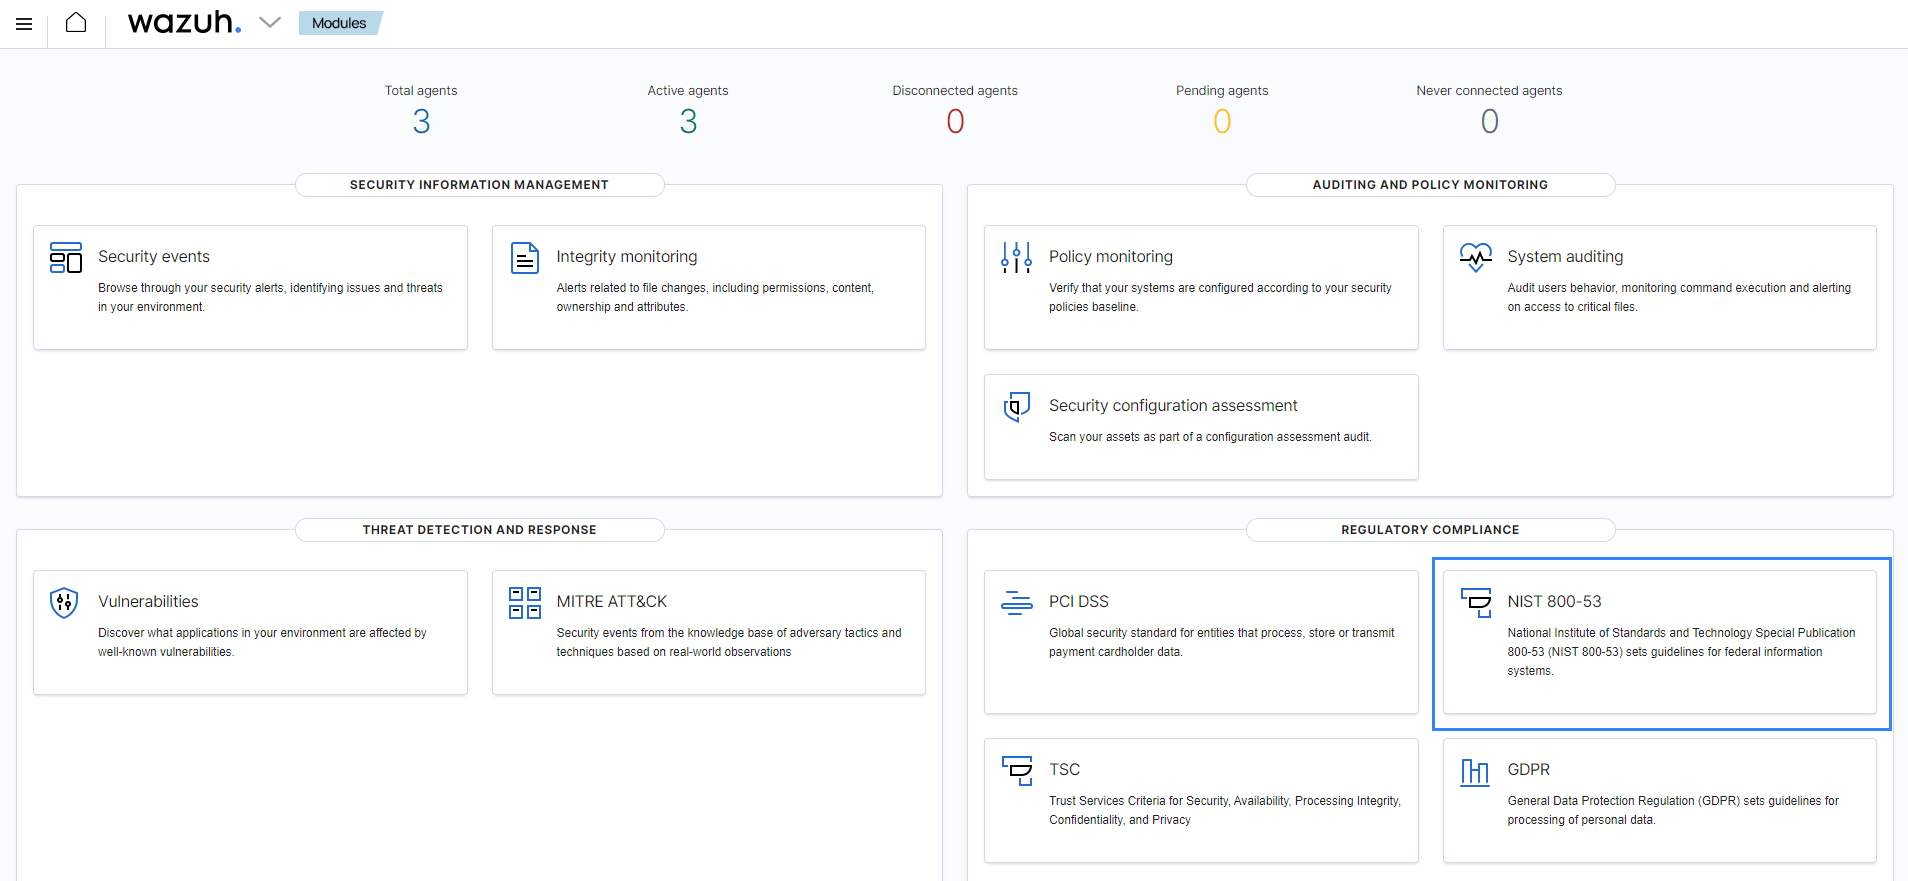 wazuh. Modules
Total agents
3
Active agents
3
Disconnected agents
0
Pending agents
0
Never connected agents
0
SECURITY INFORMATION MANAGEMENT
Security events
Browse through your security alerts, identifying issues and threats
in your environment.
Integrity monitoring
Alerts related to file changes, including permissions, content,
ownership and attributes.
AUDITING AND POLICY MONITORING
Policy monitoring
Verify that your systems are configured according to your security
policies baseline.
System auditing
Audit users behavior, monitoring command execution and alerting
on access to critical files.
Security configuration assessment
Scan your assets as part of a configuration assessment audit.
THREAT DETECTION AND RESPONSE
Vulnerabilities
Discover what applications in your environment are affected by
well-known vulnerabilities.
MITRE ATT&CK
Security events from the knowledge base of adversary tactics and
techniques based on real-world observations
REGULATORY COMPLIANCE
PCI DSS
Global security standard for entities that process, store or transmit
payment cardholder data.
NIST 800-53
National Institute of Standards and Technology Special Publication
800-53 (NIST 800-53) sets guidelines for federal information
systems.
TSC
Trust Services Criteria for Security, Availability, Processing Integrity,
Confidentiality, and Privacy
GDPR
General Data Protection Regulation (GDPR) sets guidelines for
processing of personal data.